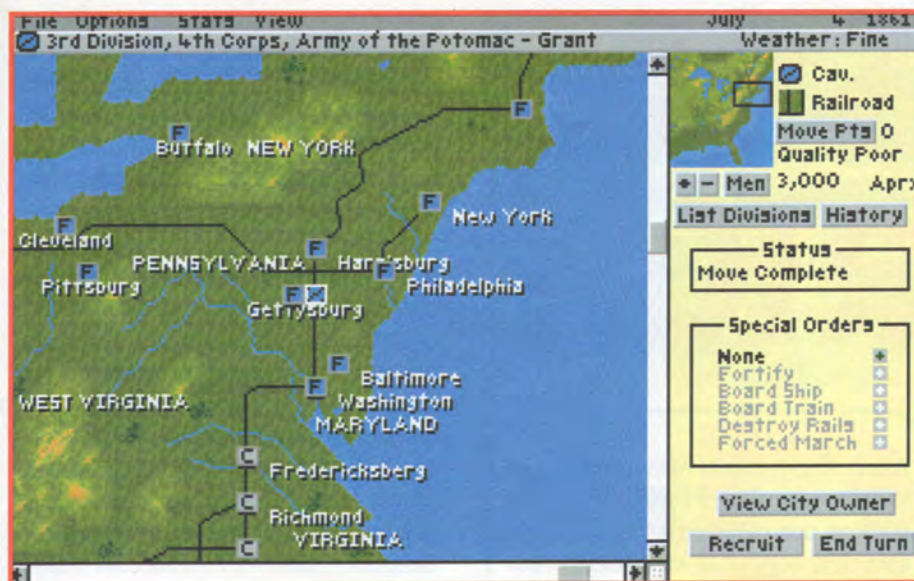 File Options Stats View July 4 1861
3rd Division, 4th Corps, Army of the Potomac - Grant Weather: Fine
Cav.
Railroad
Move Pts 0
Quality Poor
+ - Men 3,000 Aprx
List Divisions History
Status
Move Complete
Special Orders
None
Fortify
Board Ship
Board Train
Destroy Rails
Forced March
View City Owner
Recruit End Turn
F
F
Buffalo NEW YORK
F
New York
F
Cleveland
F
PENNSYLVANIA Harrisburg
F
F
Pittsburg
Philadelphia
F
Gettysburg
F
Baltimore
F
WEST VIRGINIA
Washington
MARYLAND
C
Fredericksberg
C
Richmond
VIRGINIA
C